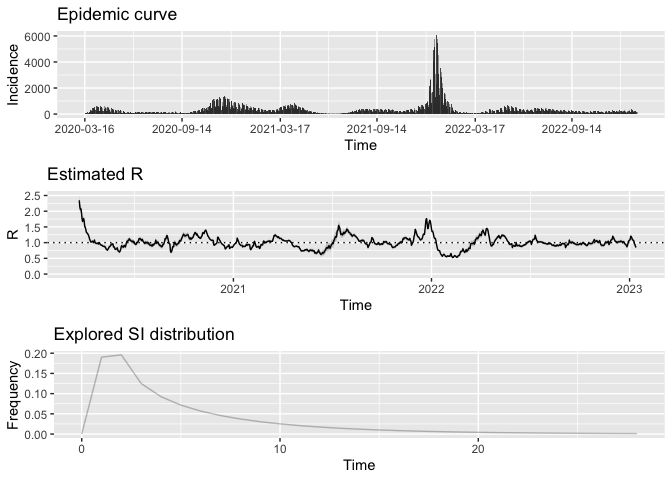 Epidemic curve
6000
4000
2000
0
Incidence
2020-03-16 2020-09-14 2021-03-17 2021-09-14 2022-03-17 2022-09-14
Time
Estimated R
2.5
2.0
1.5
1.0
0.5
0.0
R
2021 2022 2023
Time
Explored SI distribution
0.20
0.15
0.10
0.05
0.00
Frequency
0 10 20
Time